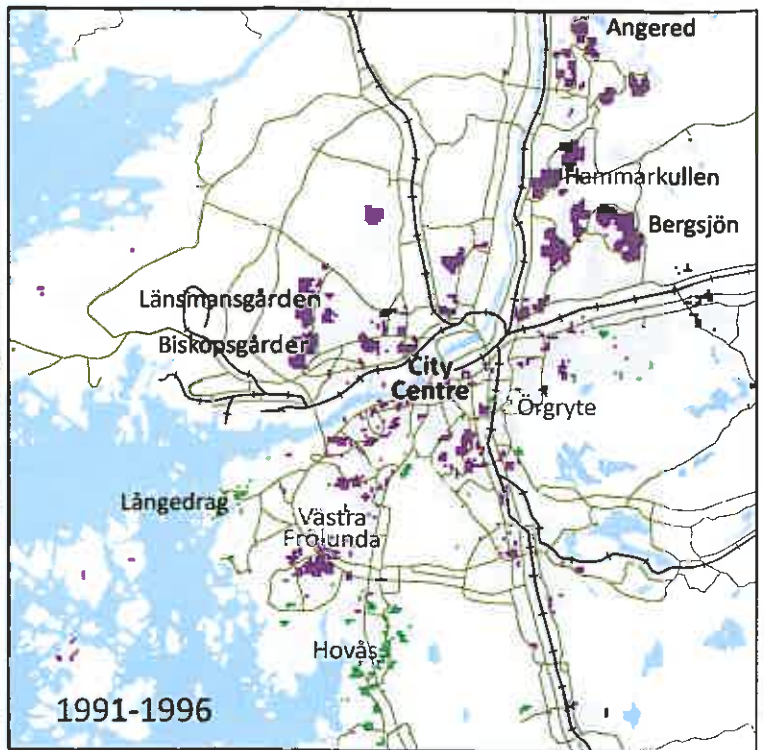 Angered
Hammarkullen
Bergsjön
Länsmansgården
Biskopsgården
City
Centre
Örgryte
Långedrag
Västra
Frölunda
Hovås
1991-1996